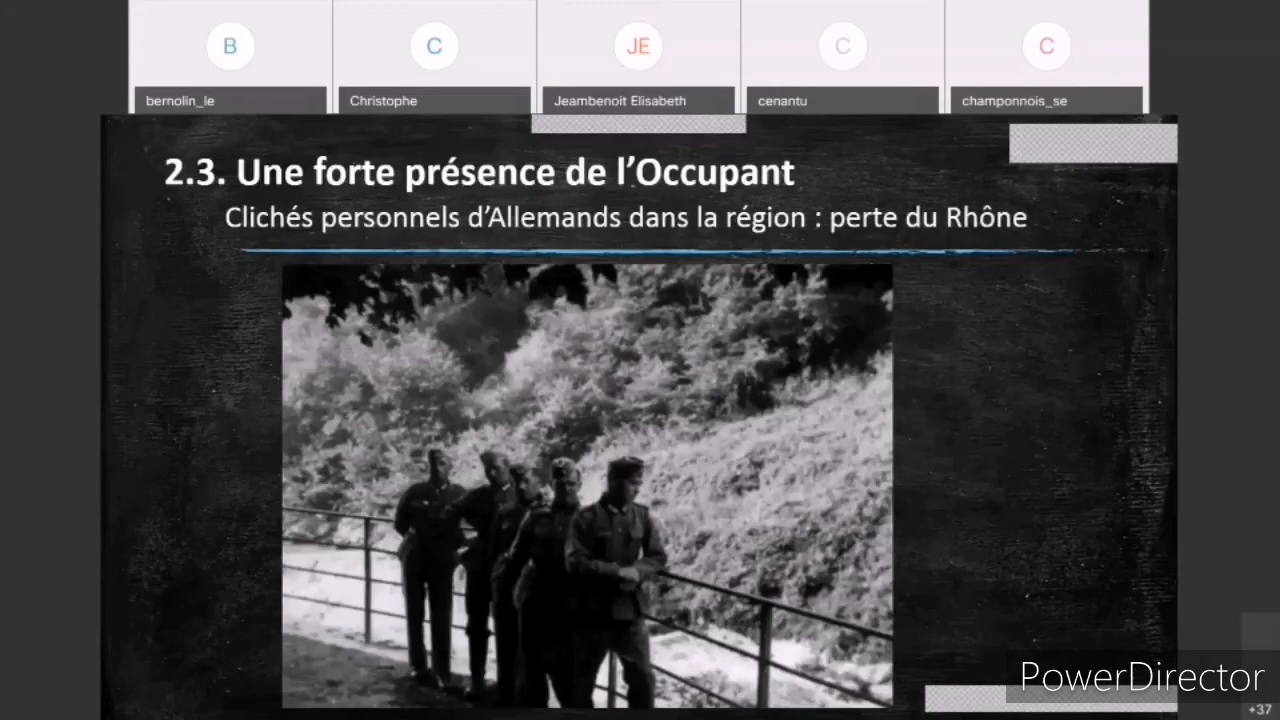 B
C
JE
C
C
bernolin_le
Christophe
Jeambenoit Elisabeth
cenantu
champonnois_se
2.3. Une forte présence de l’Occupant
Clichés personnels d’Allemands dans la région : perte du Rhône
PowerDirector
+37